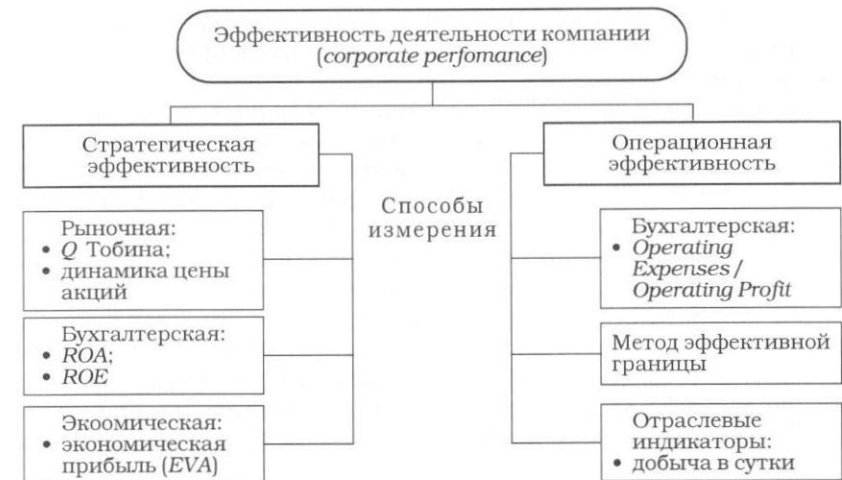 Эффективность деятельности компании
(corporate perfomance)
Стратегическая
эффективность
Операционная
эффективность
Способы
измерения
Рыночная:
• Q Тобина;
• динамика цены
акций
Бухгалтерская:
• ROA;
• ROE
Экоомическая:
• экономическая
прибыль (EVA)
Бухгалтерская:
• Operating
Expenses /
Operating Profit
Метод эффективной
границы
Отраслевые
индикаторы:
• добыча в сутки